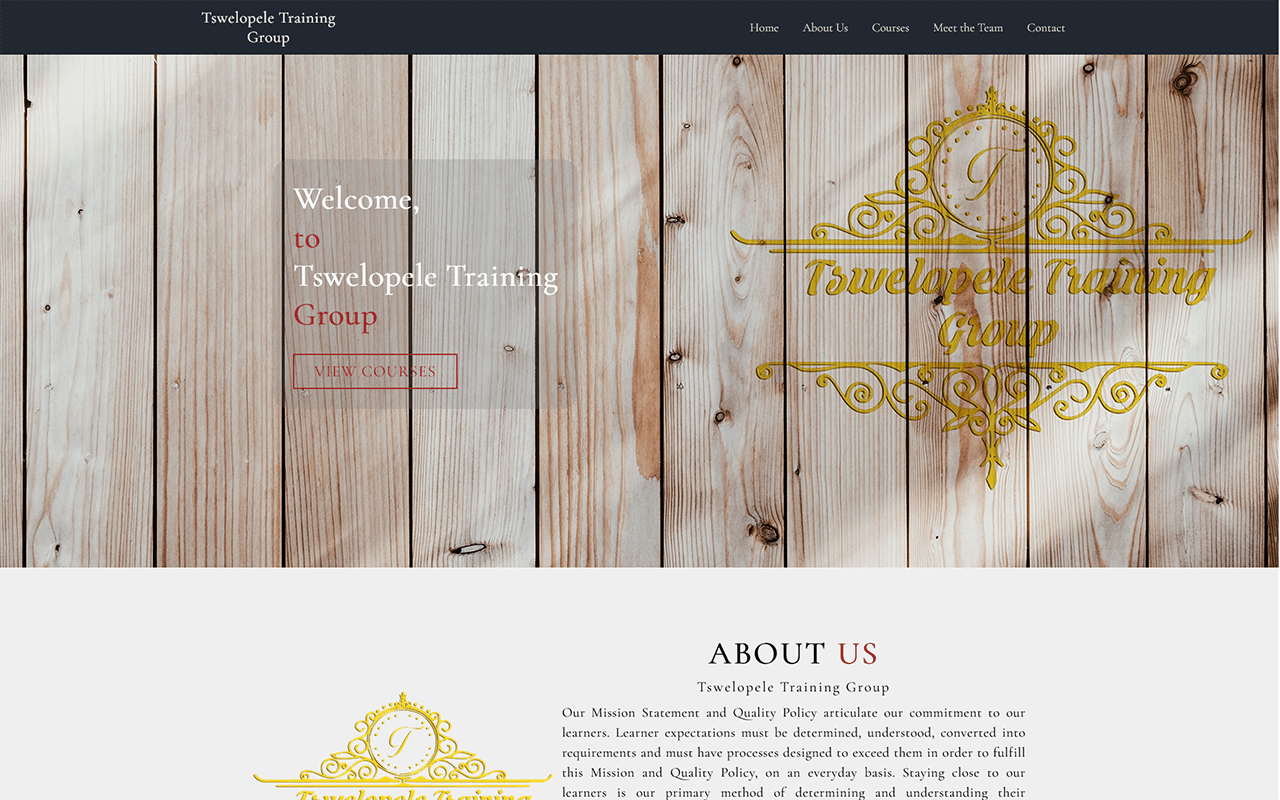 Tswelopele Training
Group
Home
About Us
Courses
Meet the Team
Contact
Welcome,
to
Tswelopele Training
Group
VIEW COURSES
T
Tswelopele Training
Group
ABOUT US
Tswelopele Training Group
Our Mission Statement and Quality Policy articulate our commitment to our
learners. Learner expectations must be determined, understood, converted into
requirements and must have processes designed to exceed them in order to fulfill
this Mission and Quality Policy, on an everyday basis. Staying close to our
learners is our primary method of determining and understanding their
T
Tswelopele Training